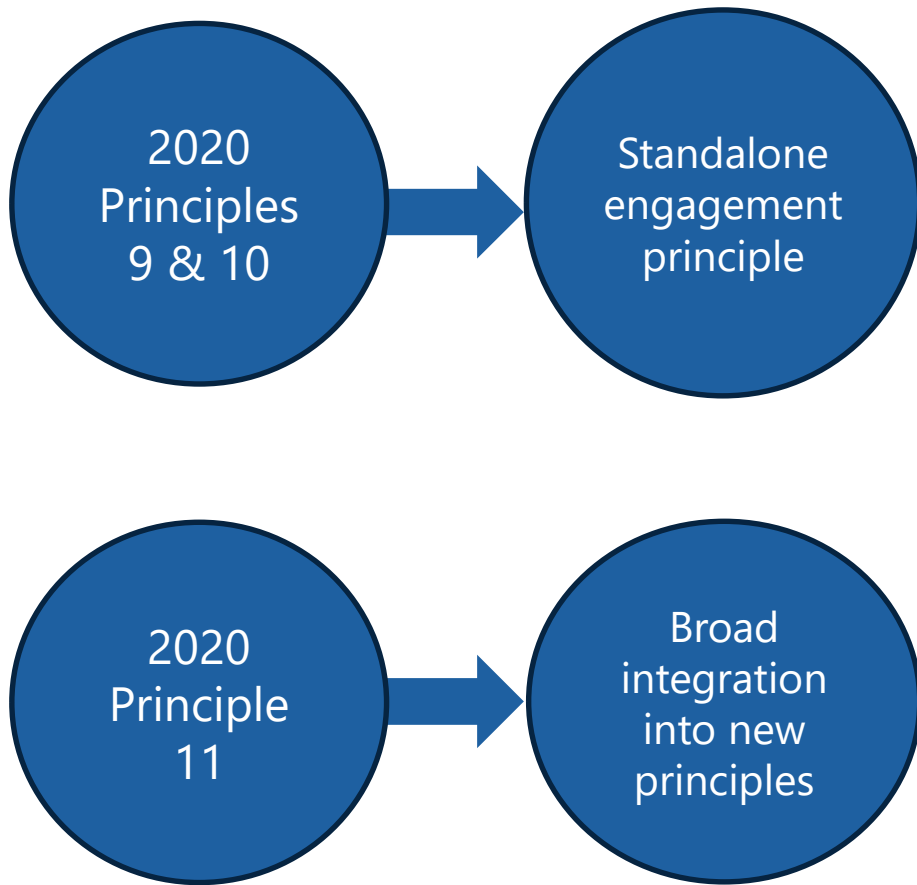 2020
Principles
9 & 10
Standalone
engagement
principle
2020
Principle
11
Broad
integration
into new
principles